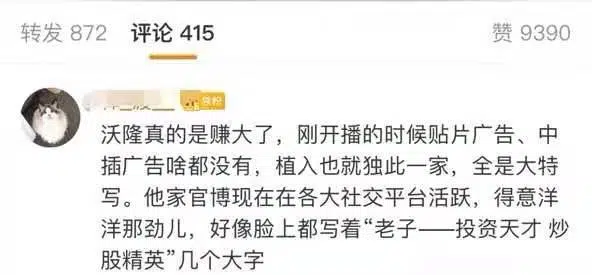 转发 872 评论 415 赞 9390
沃隆真的是赚大了，刚开播的时候贴片广告、中
插广告啥都没有，植入也就独此一家，全是大特
写。他家官博现在在各大社交平台活跃，得意洋
洋那劲儿，好像脸上都写着“老子——投资天才 炒
股精英”几个大字